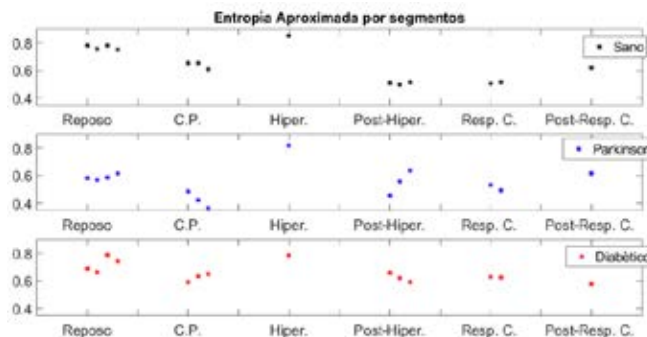 Entropia Aproximada por segmentos
0.8
0.6
0.4
Sano
Reposo C.P. Hiper. Post-Hiper. Resp. C. Post-Resp. C.
0.8
0.6
0.4
Parkinson
Reposo C.P. Hiper. Post-Hiper. Resp. C. Post-Resp. C.
0.8
0.6
0.4
Diabètico
Reposo C.P. Hiper. Post-Hiper. Resp. C. Post-Resp. C.